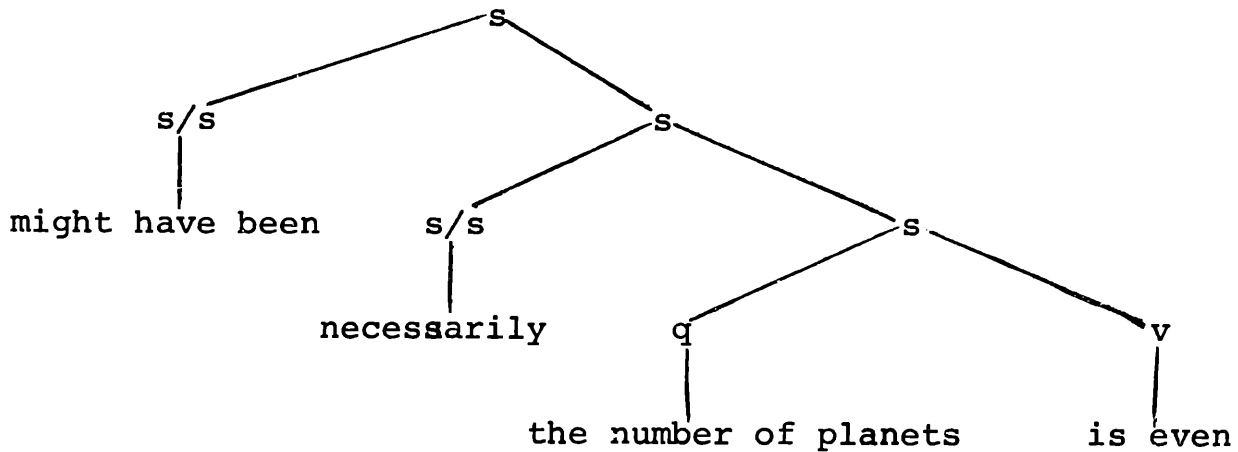 s
s/s
s
might have been
s/s
s
necessarily
q
v
the number of planets
is even